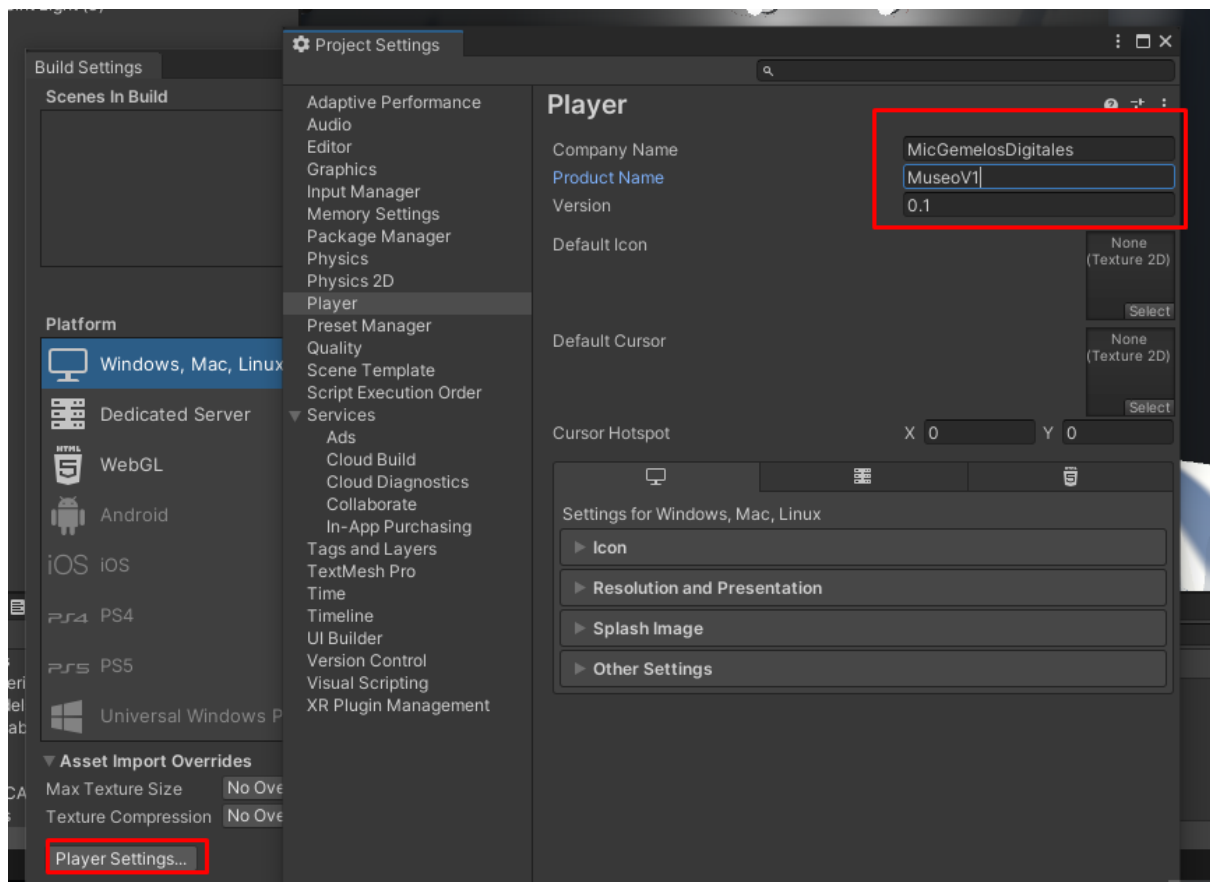 Project Settings
Build Settings
Scenes In Build
Platform
Windows, Mac, Linux
Dedicated Server
HTML
5
WebGL
Android
iOS iOS
PS4 PS4
PS5 PS5
Universal Windows P
Asset Import Overrides
Max Texture Size No Ove
Texture Compression No Ove
Player Settings...
Adaptive Performance
Audio
Editor
Graphics
Input Manager
Memory Settings
Package Manager
Physics
Physics 2D
Player
Preset Manager
Quality
Scene Template
Script Execution Order
Services
Ads
Cloud Build
Cloud Diagnostics
Collaborate
In-App Purchasing
Tags and Layers
TextMesh Pro
Time
Timeline
UI Builder
Version Control
Visual Scripting
XR Plugin Management
Player
Company Name MicGemelosDigitales
Product Name MuseoV1
Version 0.1
Default Icon
None
(Texture 2D)
Select
Default Cursor
None
(Texture 2D)
Select
Cursor Hotspot X 0 Y 0
Settings for Windows, Mac, Linux
Icon
Resolution and Presentation
Splash Image
Other Settings